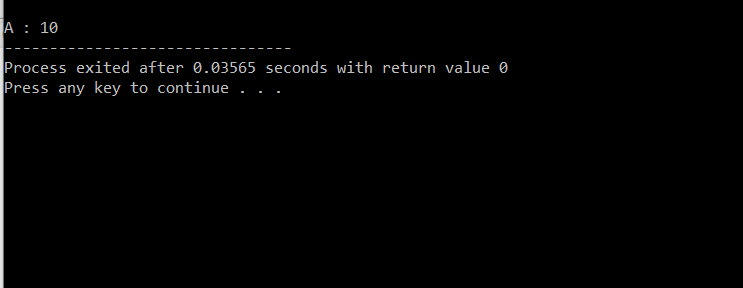 A : 10
--------------------------------
Process exited after 0.03565 seconds with return value 0
Press any key to continue . . .